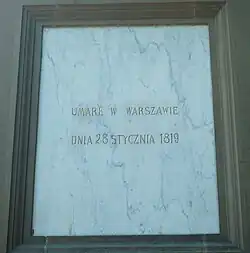 UMARŁ W WARSZAWIE
DNIA 28 STYCZNIA 1819